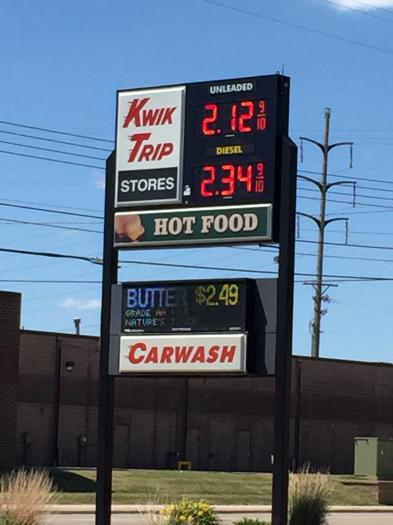 UNLEADED
KWIK
2.12 9/10
TRIP
DIESEL
STORES
2.34 9/10
HOT FOOD
BUTTER $2.49
GRADE AA
NATURE'S
CARWASH